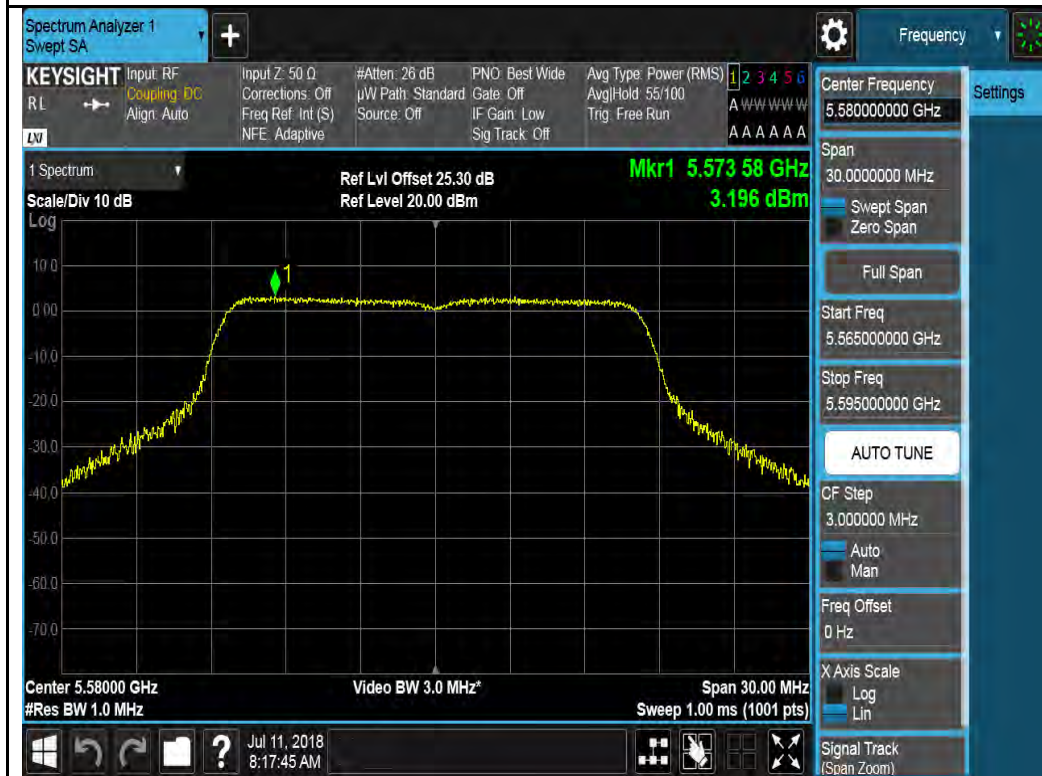 Spectrum Analyzer 1
Swept SA
+
Frequency
KEYSIGHT
RL
LXI
Input: RF
Coupling: DC
Align: Auto
Input Z: 50 Ω
Corrections: Off
Freq Ref: Int (S)
NFE: Adaptive
#Atten: 26 dB
µW Path: Standard
Source: Off
PNO: Best Wide
Gate: Off
IF Gain: Low
Sig Track: Off
Avg Type: Power (RMS)
Avg|Hold: 55/100
Trig: Free Run
1 2 3 4 5 6
A W W W W W
A A A A A A
1 Spectrum
Scale/Div 10 dB
Log
Ref Lvl Offset 25.30 dB
Ref Level 20.00 dBm
Mkr1 5.573 58 GHz
3.196 dBm
1
10.0
0.00
-10.0
-20.0
-30.0
-40.0
-50.0
-60.0
-70.0
Center 5.58000 GHz
#Res BW 1.0 MHz
Video BW 3.0 MHz*
Span 30.00 MHz
Sweep 1.00 ms (1001 pts)
?
Jul 11, 2018
8:17:45 AM
Center Frequency
5.580000000 GHz
Span
30.0000000 MHz
Swept Span
Zero Span
Full Span
Start Freq
5.565000000 GHz
Stop Freq
5.595000000 GHz
AUTO TUNE
CF Step
3.000000 MHz
Auto
Man
Freq Offset
0 Hz
X Axis Scale
Log
Lin
Signal Track
(Span Zoom)
Settings